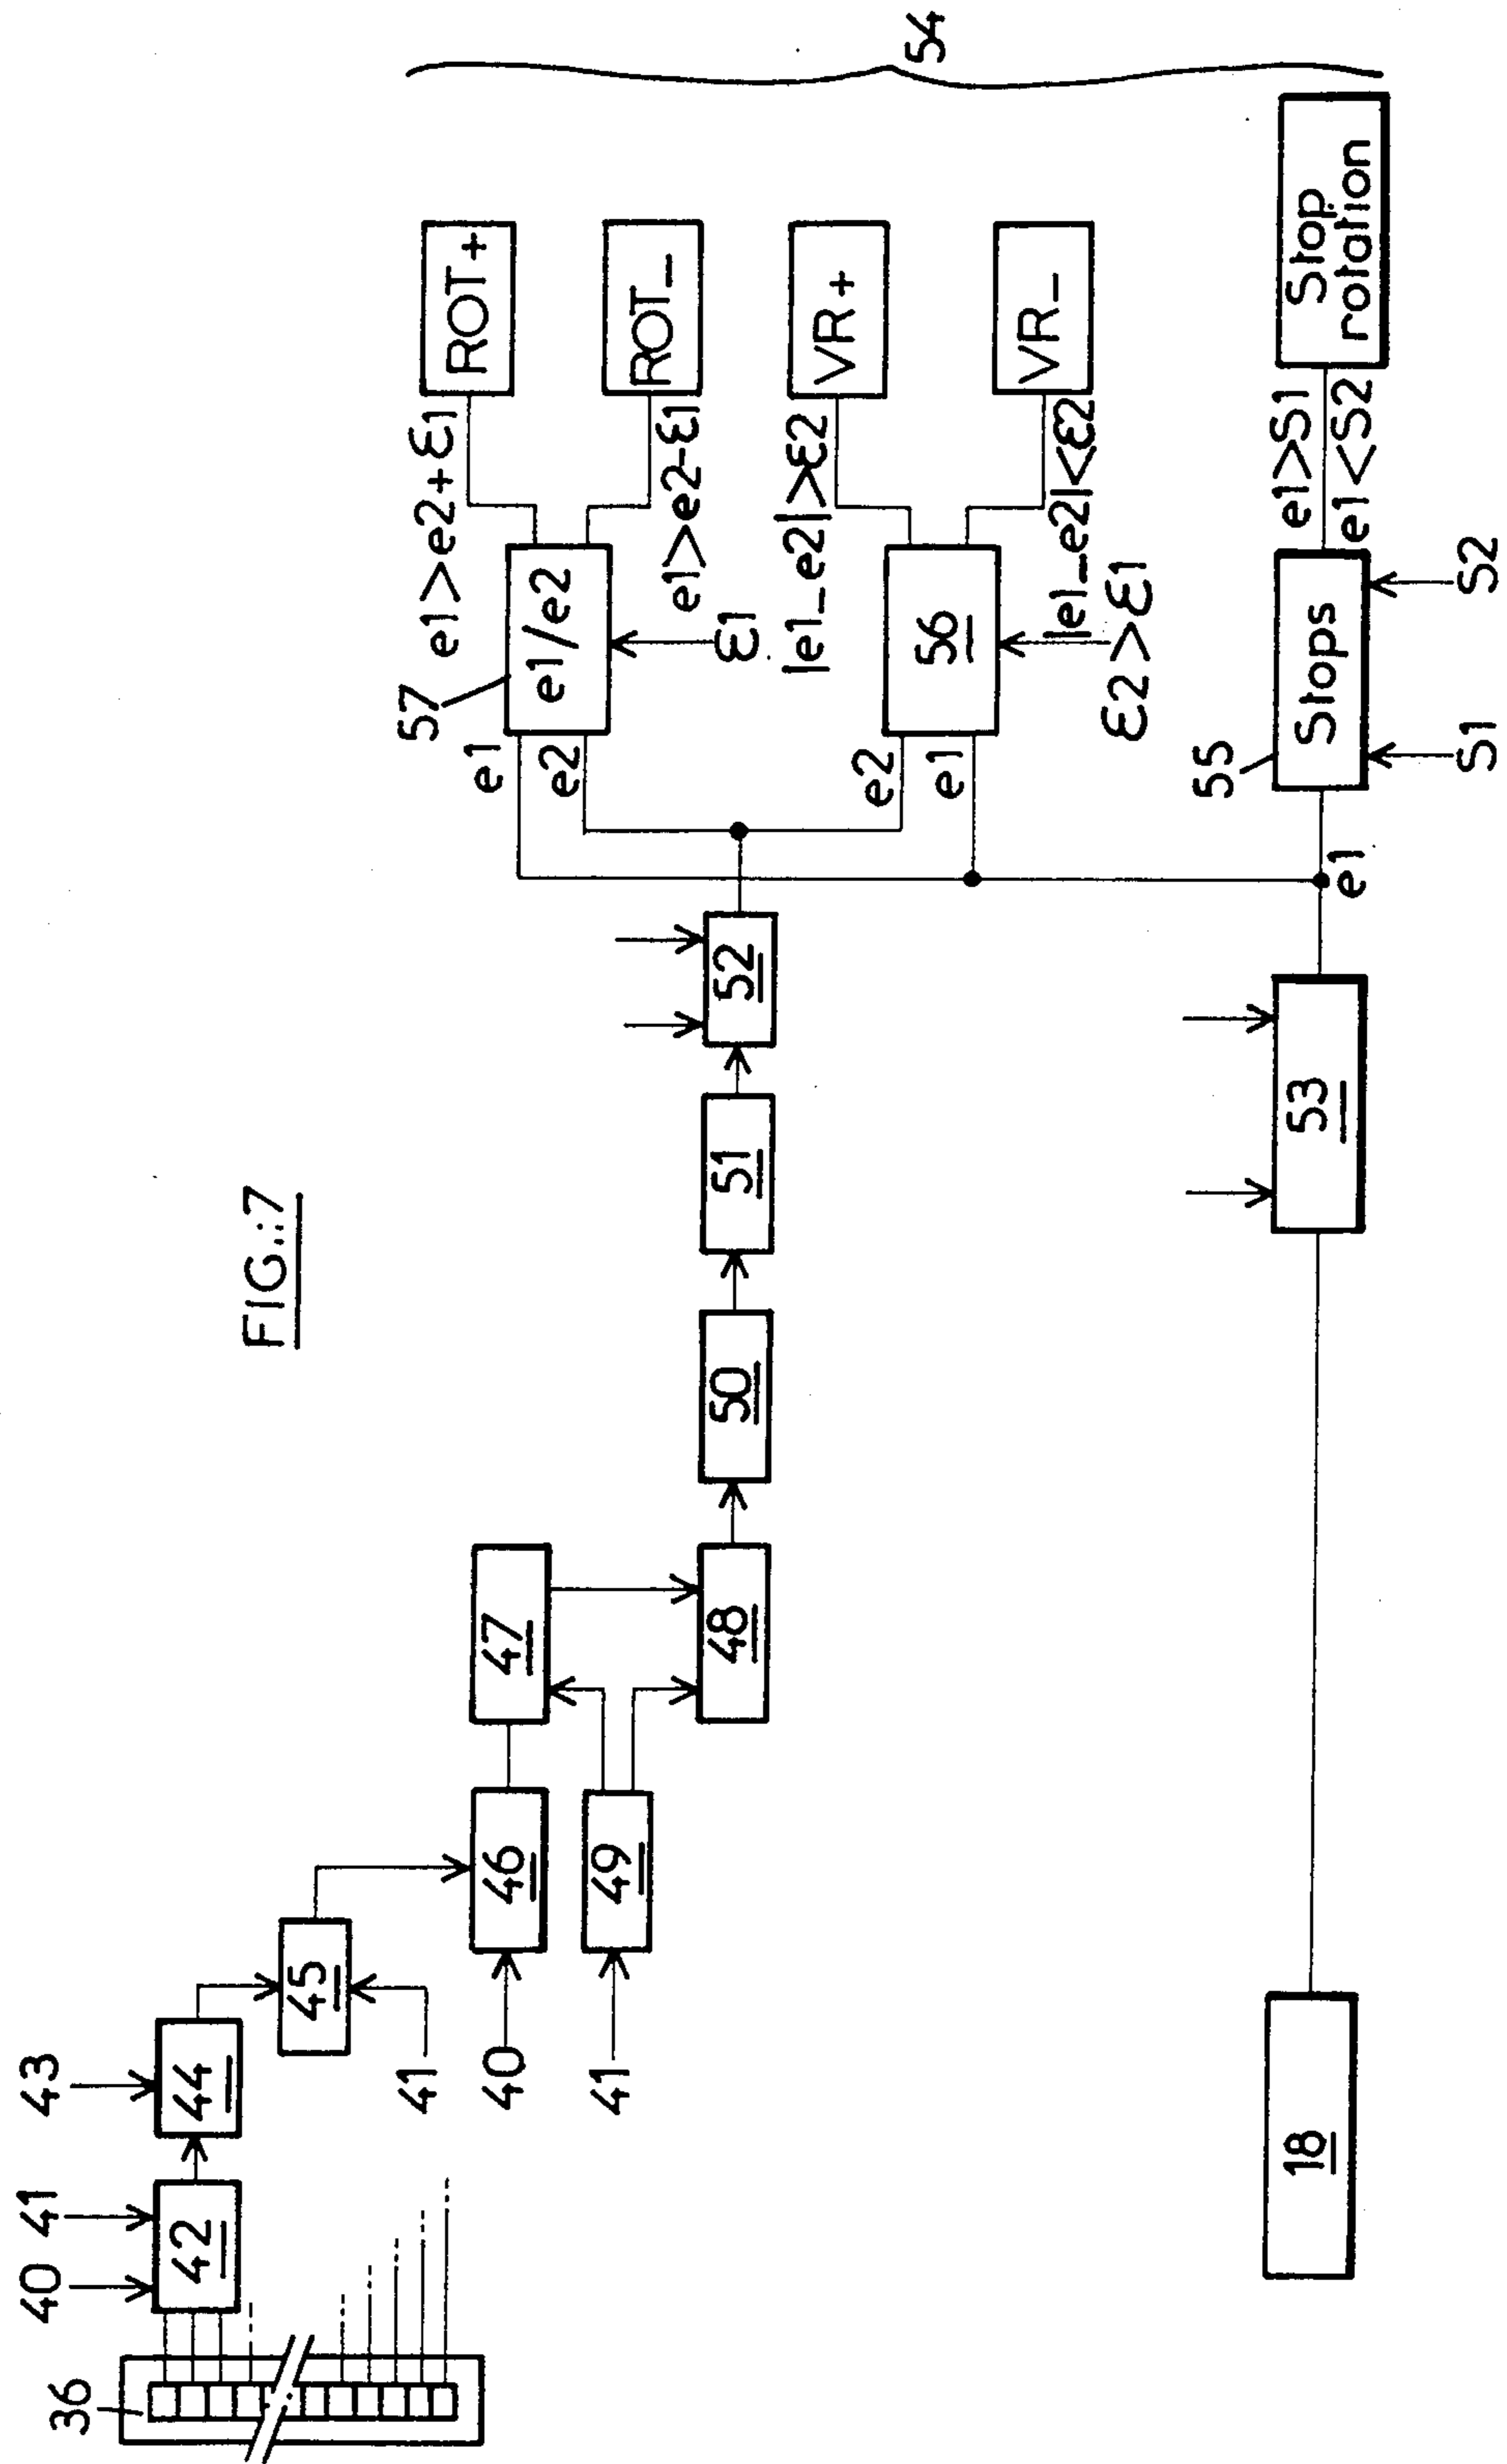 FIG.:7
36
40
41
42
43
44
45
41
40
46
41
49
47
48
50
51
52
57
e1
e2
e1/e2
ε1
e1>e2+ε1
ROT+
e1>e2-ε1
ROT_
e2
e1
56
ε2>ε1
|e1_e2|>ε2
VR+
|e1_e2|<ε2
VR_
18
53
e1
55
Stops
S1
S2
e1>S1
e1<S2
Stop
rotation
54